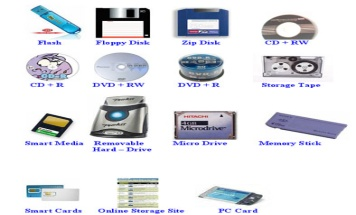 Flash Floppy Disk Zip Disk CD + RW
CD + R DVD + RW DVD + R Storage Tape
HITACHI
Microdrive
Smart Media Removable Micro Drive Memory Stick
Hard – Drive
Smart Cards Online Storage Site PC Card